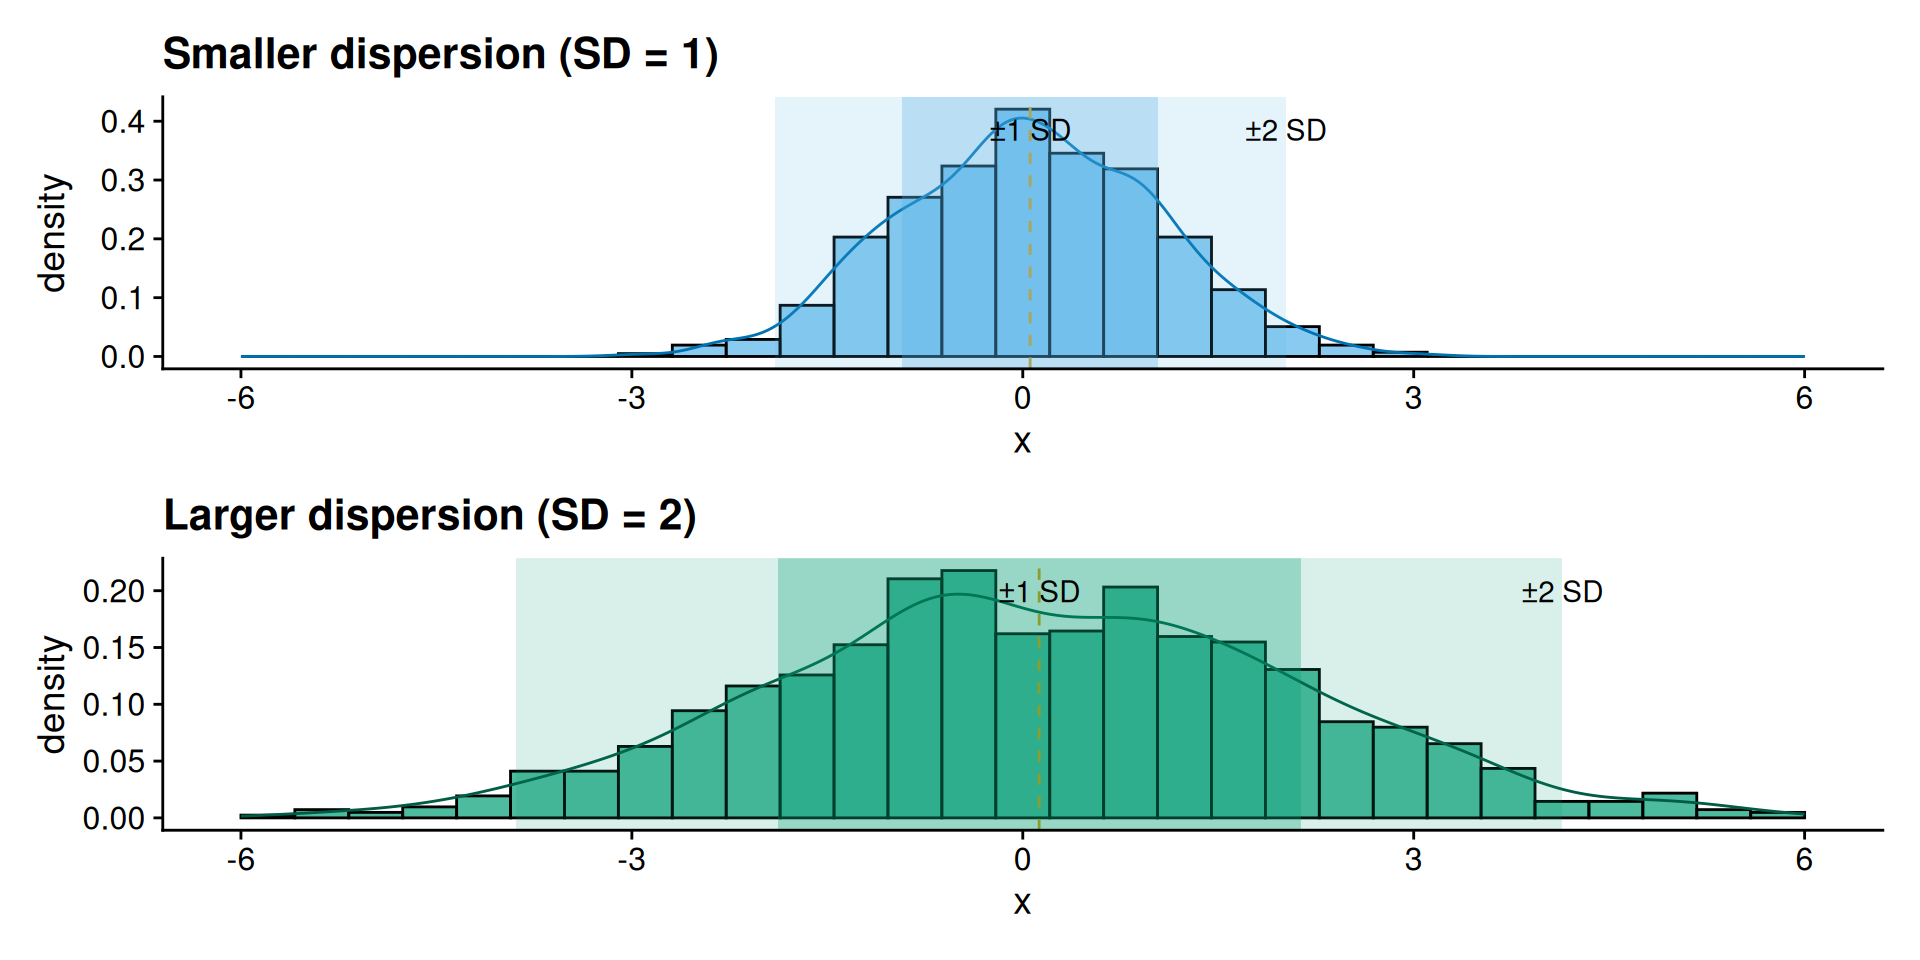 Smaller dispersion (SD = 1)
±1 SD
±2 SD
density
0.4
0.3
0.2
0.1
0.0
-6
-3
0
3
6
x
Larger dispersion (SD = 2)
±1 SD
±2 SD
density
0.20
0.15
0.10
0.05
0.00
-6
-3
0
3
6
x